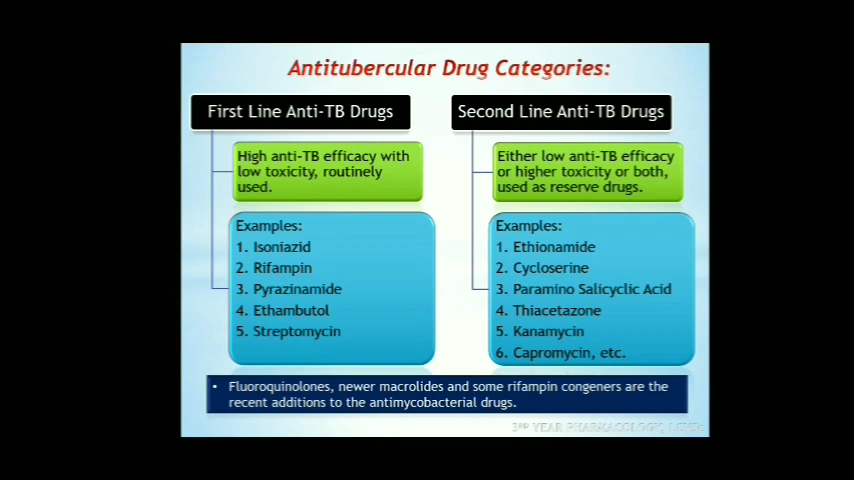 Antitubercular Drug Categories:
First Line Anti-TB Drugs
High anti-TB efficacy with
low toxicity, routinely
used.
Examples:
1. Isoniazid
2. Rifampin
3. Pyrazinamide
4. Ethambutol
5. Streptomycin
Second Line Anti-TB Drugs
Either low anti-TB efficacy
or higher toxicity or both,
used as reserve drugs.
Examples:
1. Ethionamide
2. Cycloserine
3. Paramino Salicyclic Acid
4. Thiacetazone
5. Kanamycin
6. Capromycin, etc.
• Fluoroquinolones, newer macrolides and some rifampin congeners are the
recent additions to the antimycobacterial drugs.
3RD YEAR PHARMACOLOGY,